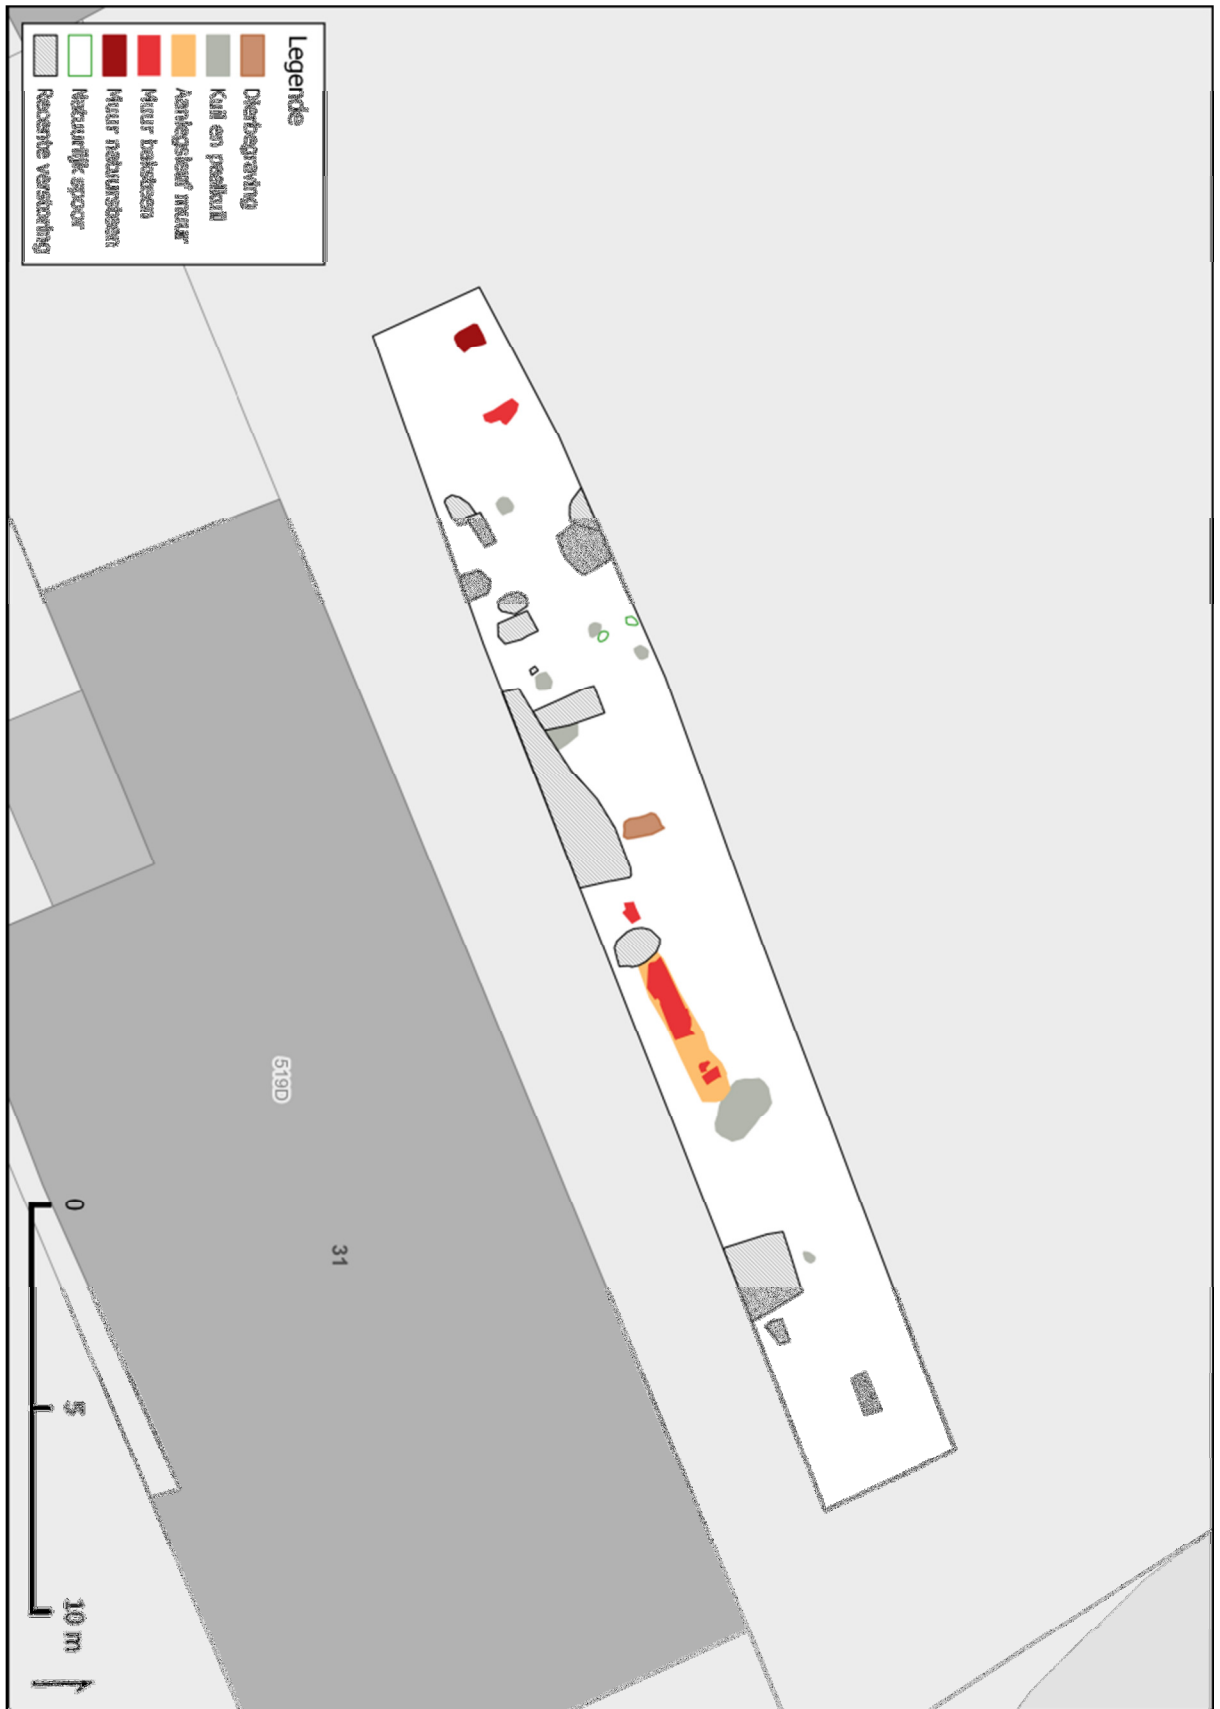 Legende
Dierbegraving
Kuil en paalkuil
Aanlegsleuf muur
Muur baksteen
Muur natuursteen
Natuurlijk spoor
Recente verstoring
519D
31
0
5
10 m